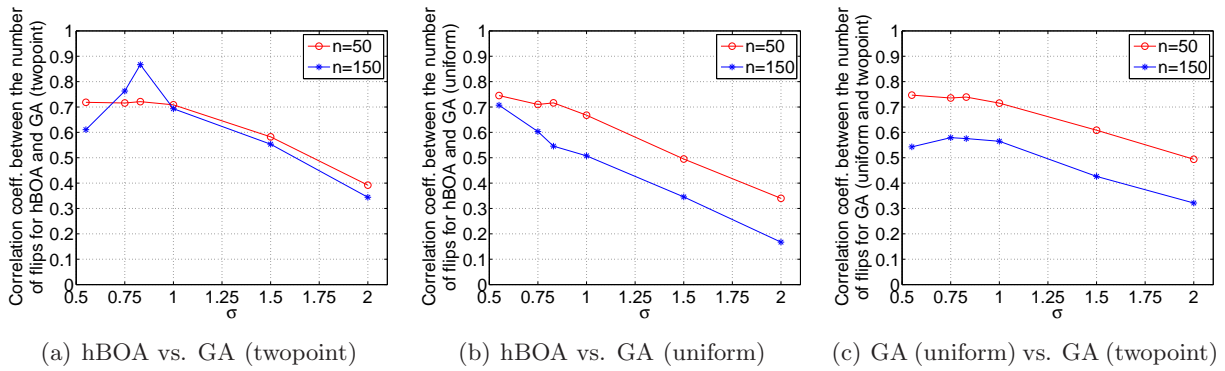 Correlation coeff. between the number
of flips for hBOA and GA (twopoint)
1
0.9
0.8
0.7
0.6
0.5
0.4
0.3
0.2
0.1
0
0.5 0.75 1 1.25 1.5 1.75 2
σ
n=50
n=150
(a) hBOA vs. GA (twopoint)
Correlation coeff. between the number
of flips for hBOA and GA (uniform)
1
0.9
0.8
0.7
0.6
0.5
0.4
0.3
0.2
0.1
0
0.5 0.75 1 1.25 1.5 1.75 2
σ
n=50
n=150
(b) hBOA vs. GA (uniform)
Correlation coeff. between the number
of flips for GA (uniform and twopoint)
1
0.9
0.8
0.7
0.6
0.5
0.4
0.3
0.2
0.1
0
0.5 0.75 1 1.25 1.5 1.75 2
σ
n=50
n=150
(c) GA (uniform) vs. GA (twopoint)